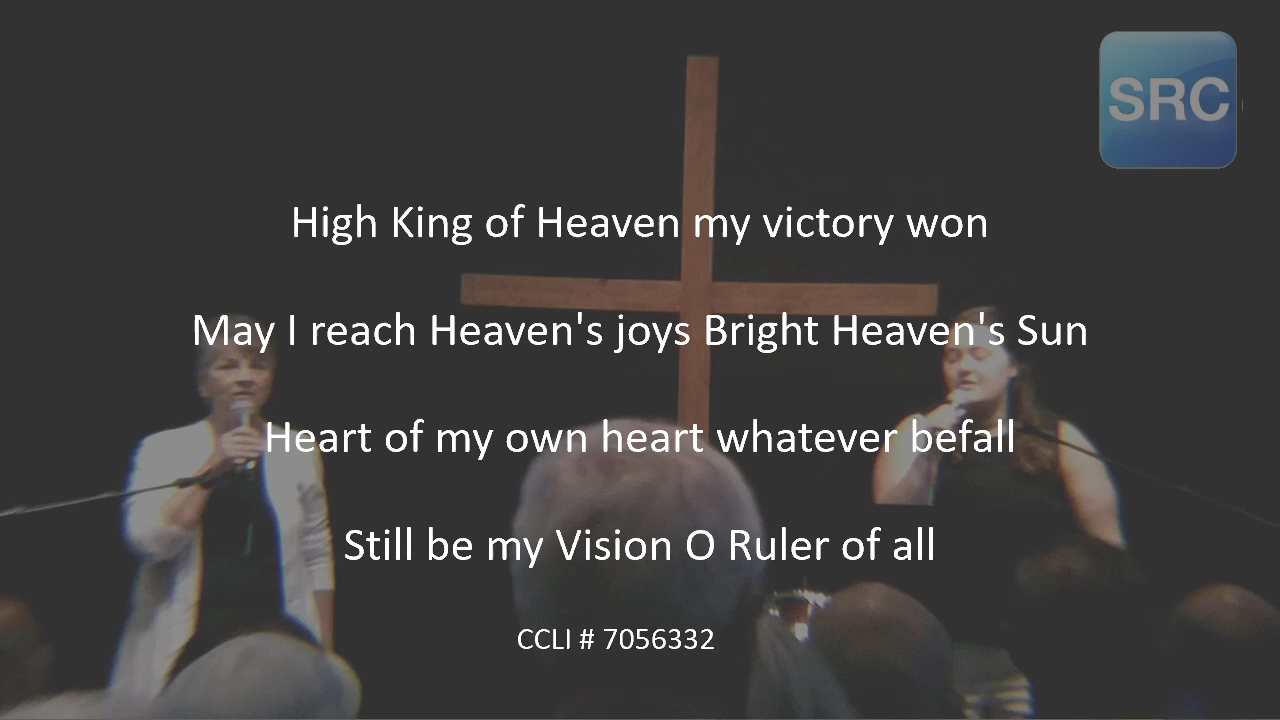 SRC
High King of Heaven my victory won
May I reach Heaven's joys Bright Heaven's Sun
Heart of my own heart whatever befall
Still be my Vision O Ruler of all
CCLI # 7056332